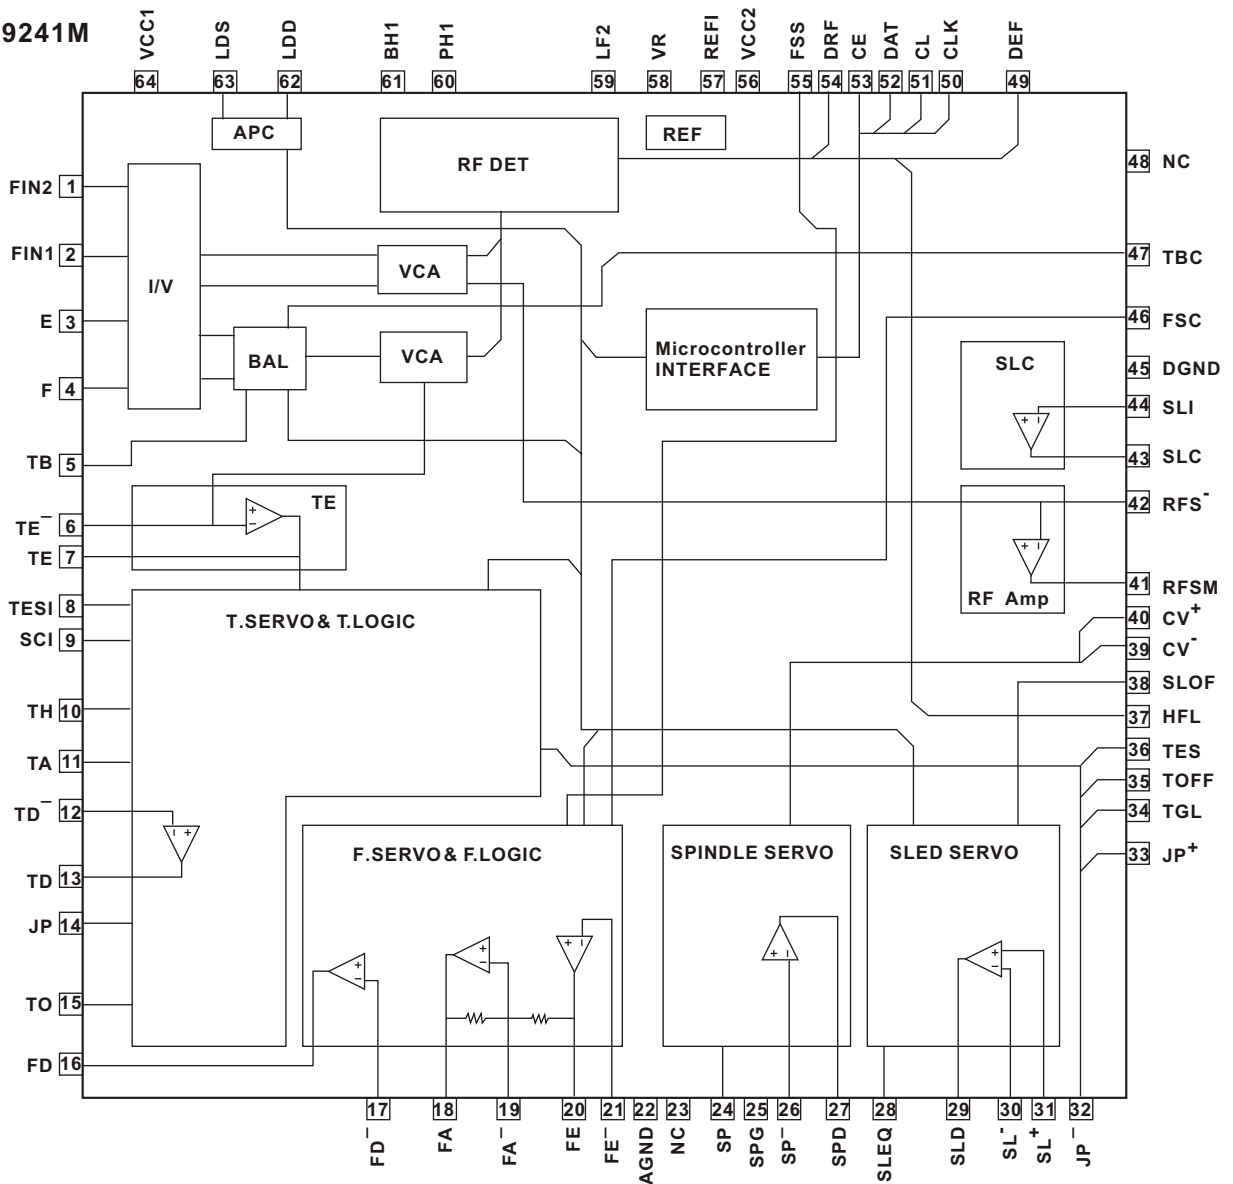 9241M
VCC1 LDS LDD BH1 PH1 LF2 VR REFI VCC2 FSS DRF CE DAT CL CLK DEF
64 63 62 61 60 59 58 57 56 55 54 53 52 51 50 49
APC
REF
RF DET
48 NC
FIN2 1
FIN1 2
VCA
47 TBC
I/V
E 3
46 FSC
Microcontroller
INTERFACE
BAL
VCA
SLC
45 DGND
F 4
44 SLI
+ −
43 SLC
TB 5
TE
42 RFS-
TE− 6
+
−
TE 7
+ −
41 RFSM
RF Amp
TESI 8
40 CV+
T.SERVO & T.LOGIC
SCI 9
39 CV-
38 SLOF
TH 10
37 HFL
36 TES
TA 11
35 TOFF
TD− 12
34 TGL
− +
F.SERVO & F.LOGIC
SPINDLE SERVO
SLED SERVO
33 JP+
TD 13
JP 14
+
−
+
−
+ −
+ −
+
−
TO 15
FD 16
17 18 19 20 21 22 23 24 25 26 27 28 29 30 31 32
FD− FA FA− FE FE− AGND NC SP SPG SP− SPD SLEQ SLD SL- SL+ JP−